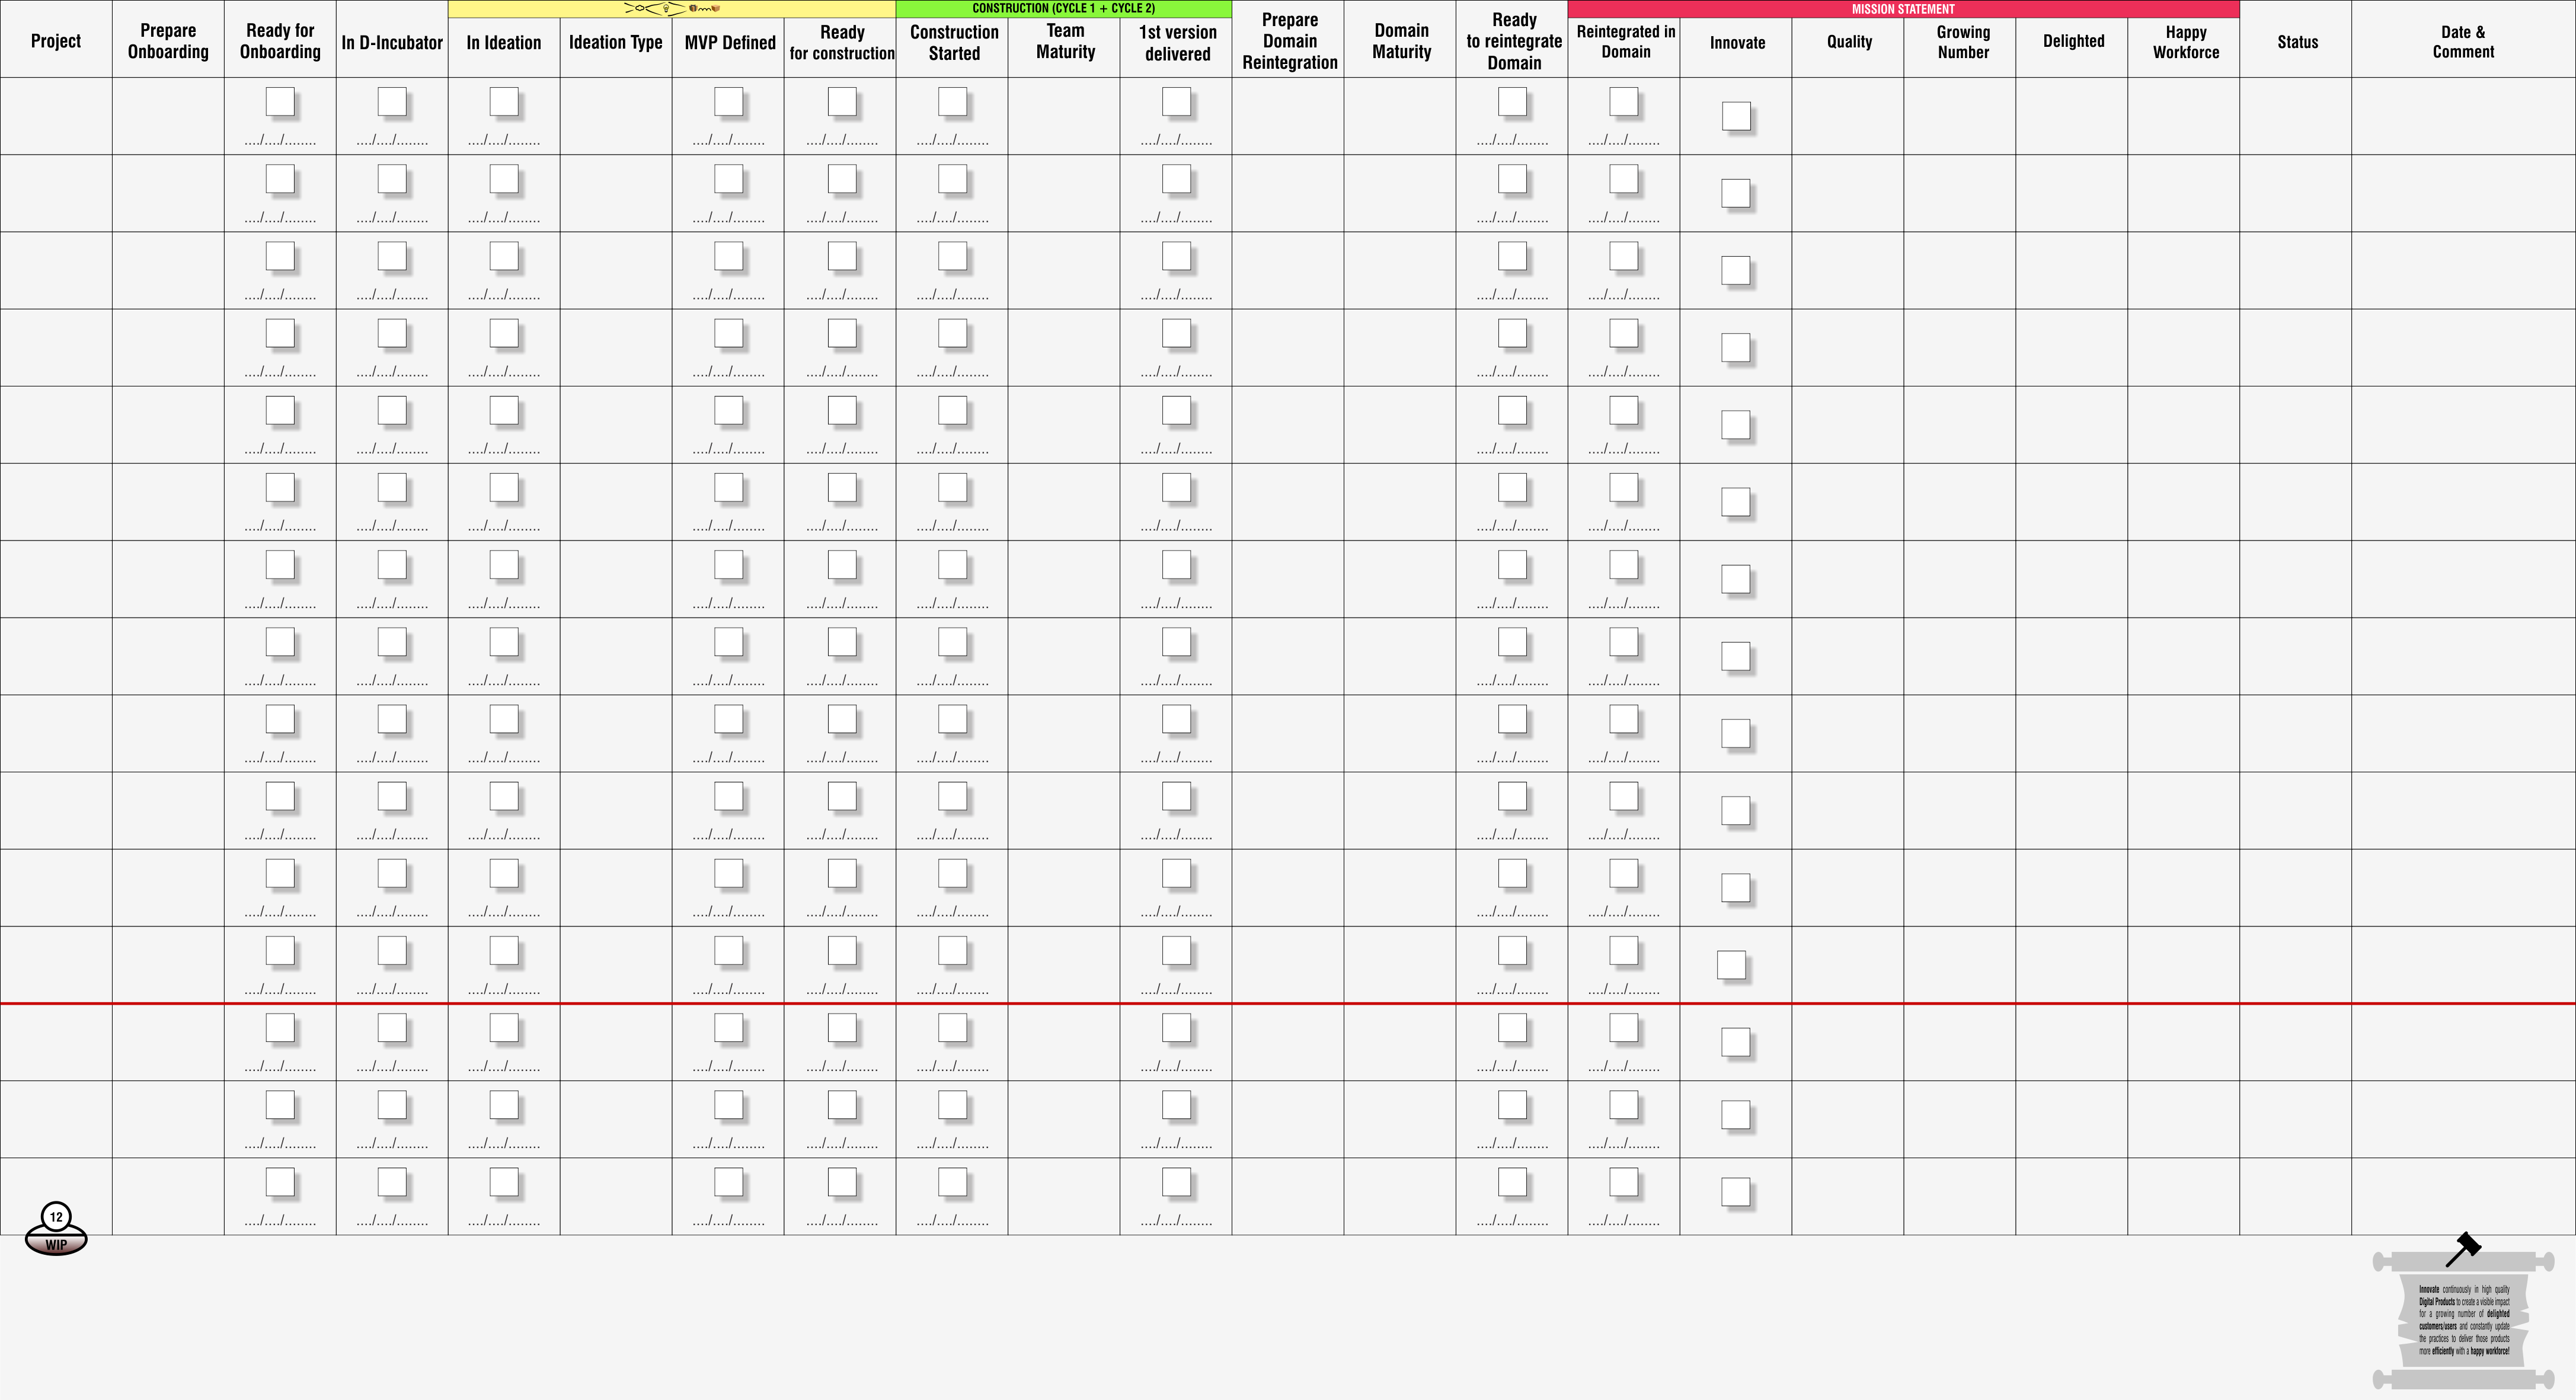 CONSTRUCTION (CYCLE 1 + CYCLE 2)
MISSION STATEMENT
Project
Prepare
Onboarding
Ready for
Onboarding
In D-Incubator
In Ideation
Ideation Type
MVP Defined
Ready
for construction
Construction
Started
Team
Maturity
1st version
delivered
Prepare
Domain
Reintegration
Domain
Maturity
Ready
to reintegrate
Domain
Reintegrated in
Domain
Innovate
Quality
Growing
Number
Delighted
Happy
Workforce
Status
Date &
Comment
12
WIP
Innovate continuously in high quality
Digital Products to create a visible impact
for a growing number of delighted
customers/users and constantly update
the practices to deliver those products
more efficiently with a happy workforce!